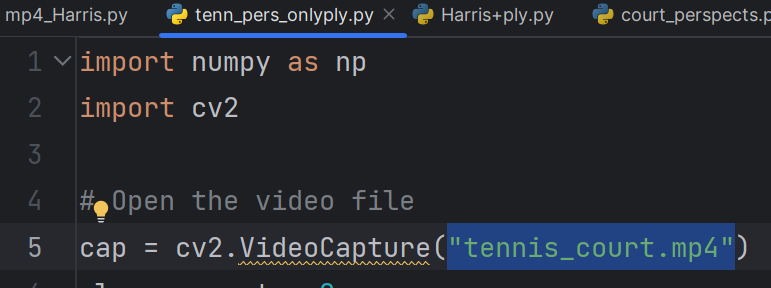 mp4_Harris.py tenn_pers_onlyply.py Harris+ply.py court_perspects.p
1 import numpy as np
2 import cv2
3
4 # Open the video file
5 cap = cv2.VideoCapture("tennis_court.mp4")